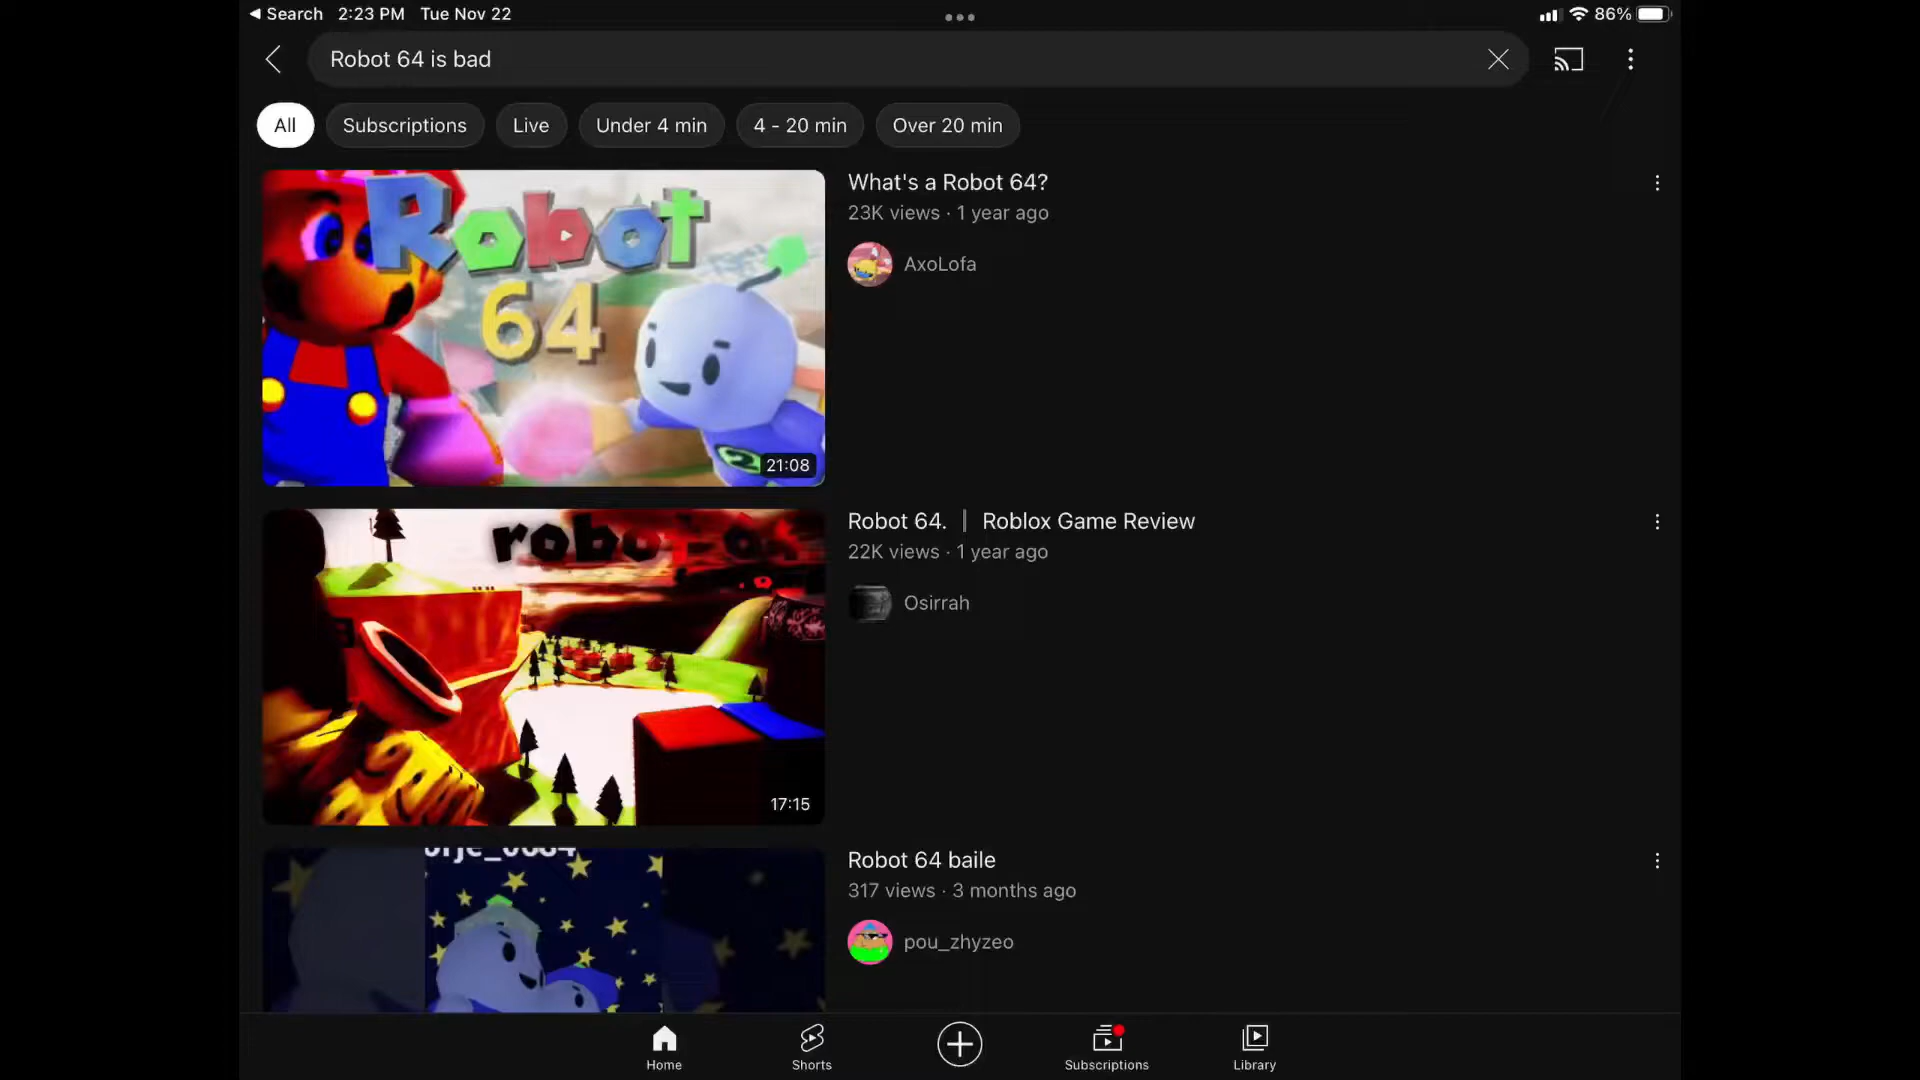 Search 2:23 PM Tue Nov 22
86%
Robot 64 is bad
All Subscriptions Live Under 4 min 4 - 20 min Over 20 min
Robot
64
21:08
What's a Robot 64?
23K views · 1 year ago
AxoLofa
robot
17:15
Robot 64. | Roblox Game Review
22K views · 1 year ago
Osirrah
Robot 64 baile
317 views · 3 months ago
pou_zhyzeo
Home Shorts Subscriptions Library